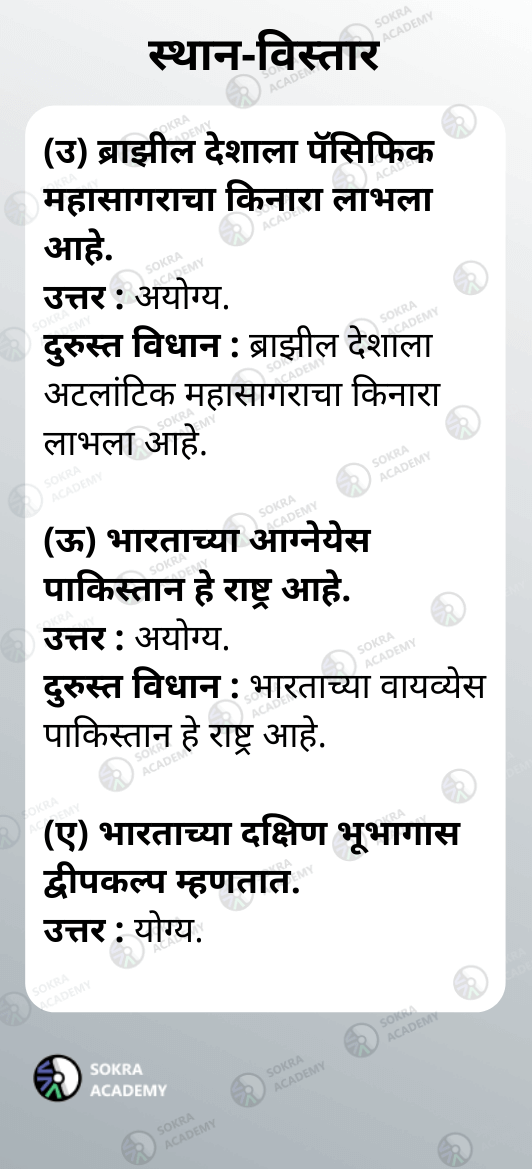 स्थान-विस्तार
(उ) ब्राझील देशाला पॅसिफिक
महासागराचा किनारा लाभला
आहे.
उत्तर : अयोग्य.
दुरुस्त विधान : ब्राझील देशाला
अटलांटिक महासागराचा किनारा
लाभला आहे.
(ऊ) भारताच्या आग्नेयेस
पाकिस्तान हे राष्ट्र आहे.
उत्तर : अयोग्य.
दुरुस्त विधान : भारताच्या वायव्येस
पाकिस्तान हे राष्ट्र आहे.
(ए) भारताच्या दक्षिण भूभागास
द्वीपकल्प म्हणतात.
उत्तर : योग्य.
SOKRA
ACADEMY